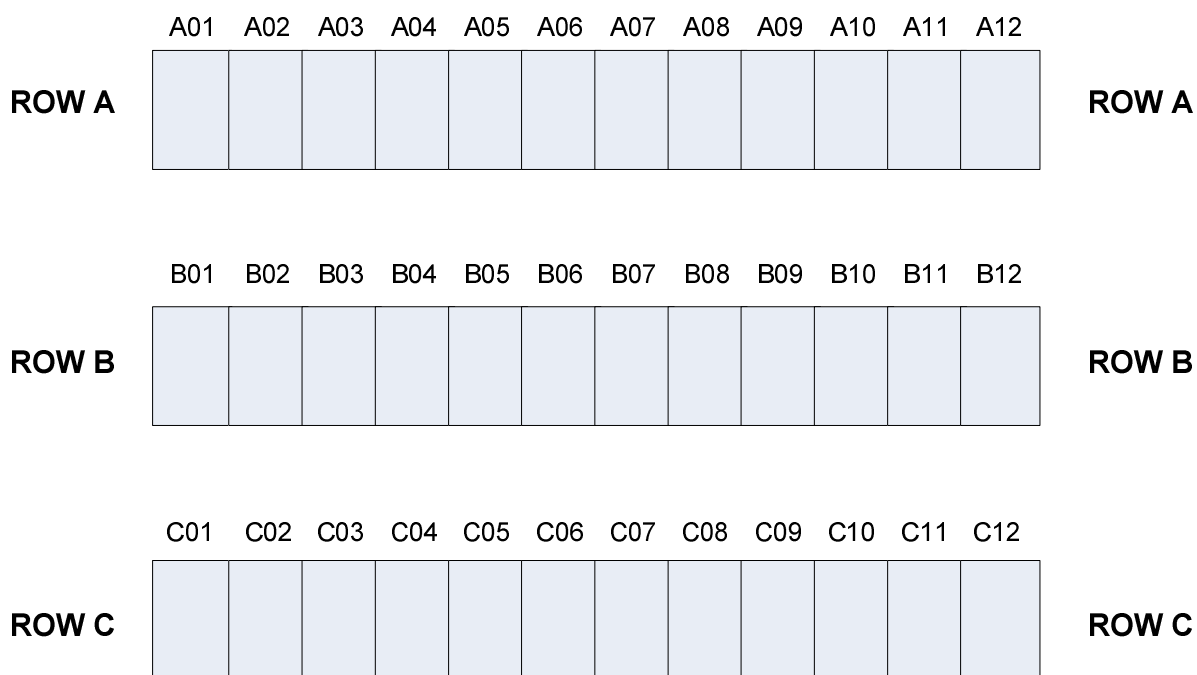 A01 A02 A03 A04 A05 A06 A07 A08 A09 A10 A11 A12
ROW A ROW A
B01 B02 B03 B04 B05 B06 B07 B08 B09 B10 B11 B12
ROW B ROW B
C01 C02 C03 C04 C05 C06 C07 C08 C09 C10 C11 C12
ROW C ROW C